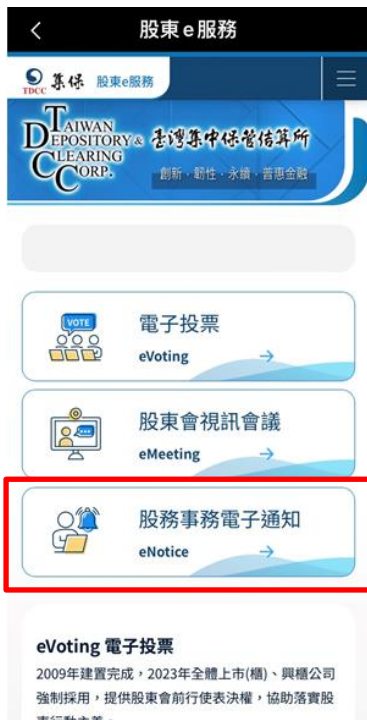 股東e服務
TDCC 集保 股東e服務
TAIWAN
DEPOSITORY &
CLEARING
CORP.
臺灣集中保管結算所
創新、韌性、永續、普惠金融
VOTE
電子投票
eVoting
股東會視訊會議
eMeeting
股務事務電子通知
eNotice
eVoting 電子投票
2009年建置完成，2023年全體上市(櫃)、興櫃公司
強制採用，提供股東會前行使表決權，協助落實股
東行動主義。